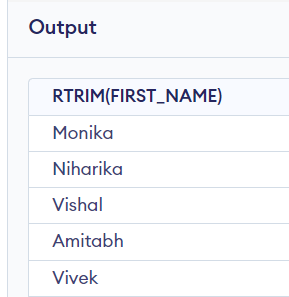 Output
RTRIM(FIRST_NAME)
Monika
Niharika
Vishal
Amitabh
Vivek